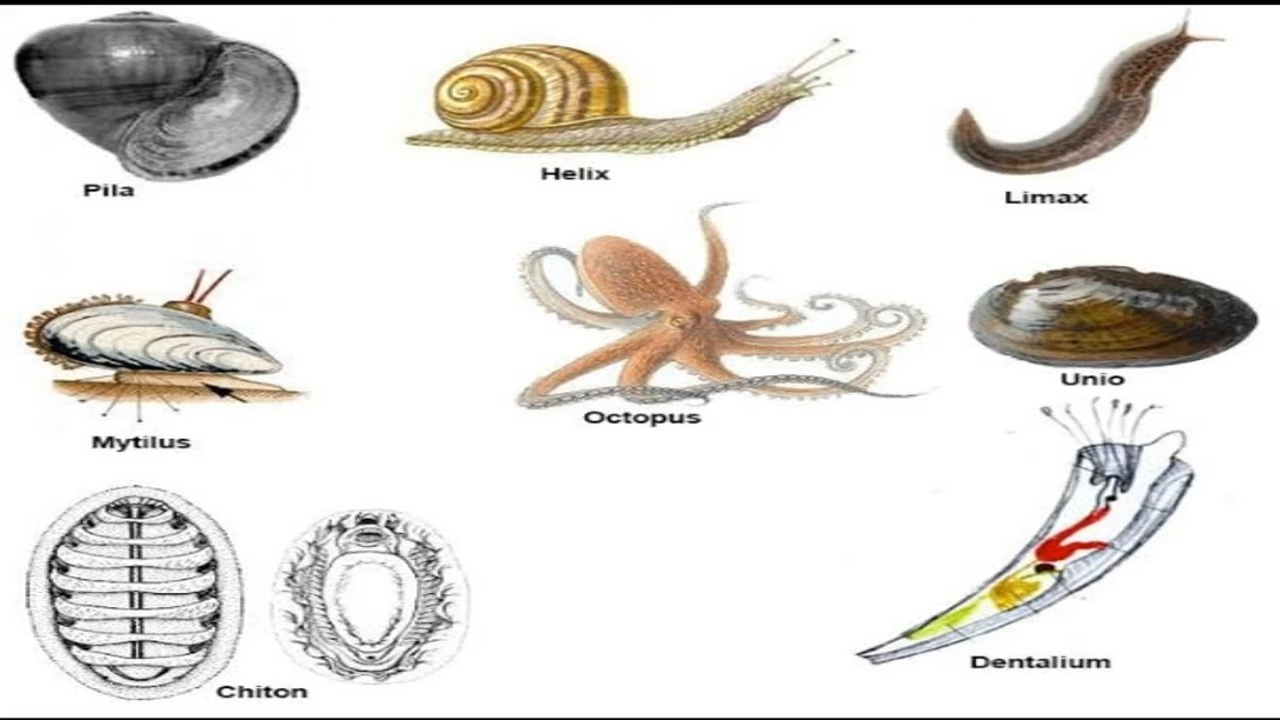 Pila
Helix
Limax
Mytilus
Octopus
Unio
Chiton
Dentalium